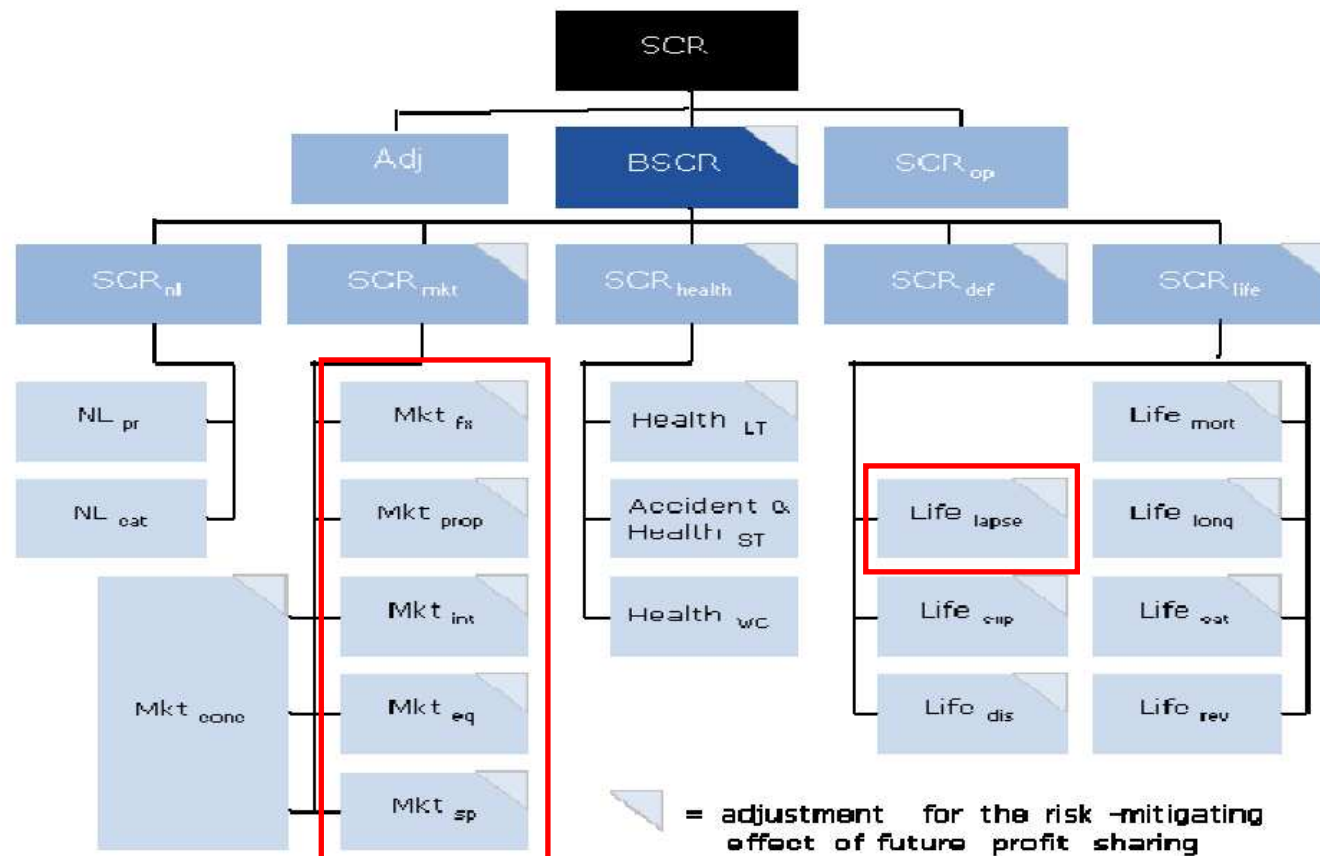 SCR
Adj
BSCR
SCR op
SCR nl
SCR mkt
SCR health
SCR def
SCR life
NL pr
Mkt fx
Health LT
Life mort
NL cat
Mkt prop
Accident &
Health ST
Life lapse
Life long
Mkt int
Health WC
Life exp
Life cat
Mkt conc
Mkt eq
Life dis
Life rev
Mkt sp
= adjustment for the risk -mitigating
effect of future profit sharing